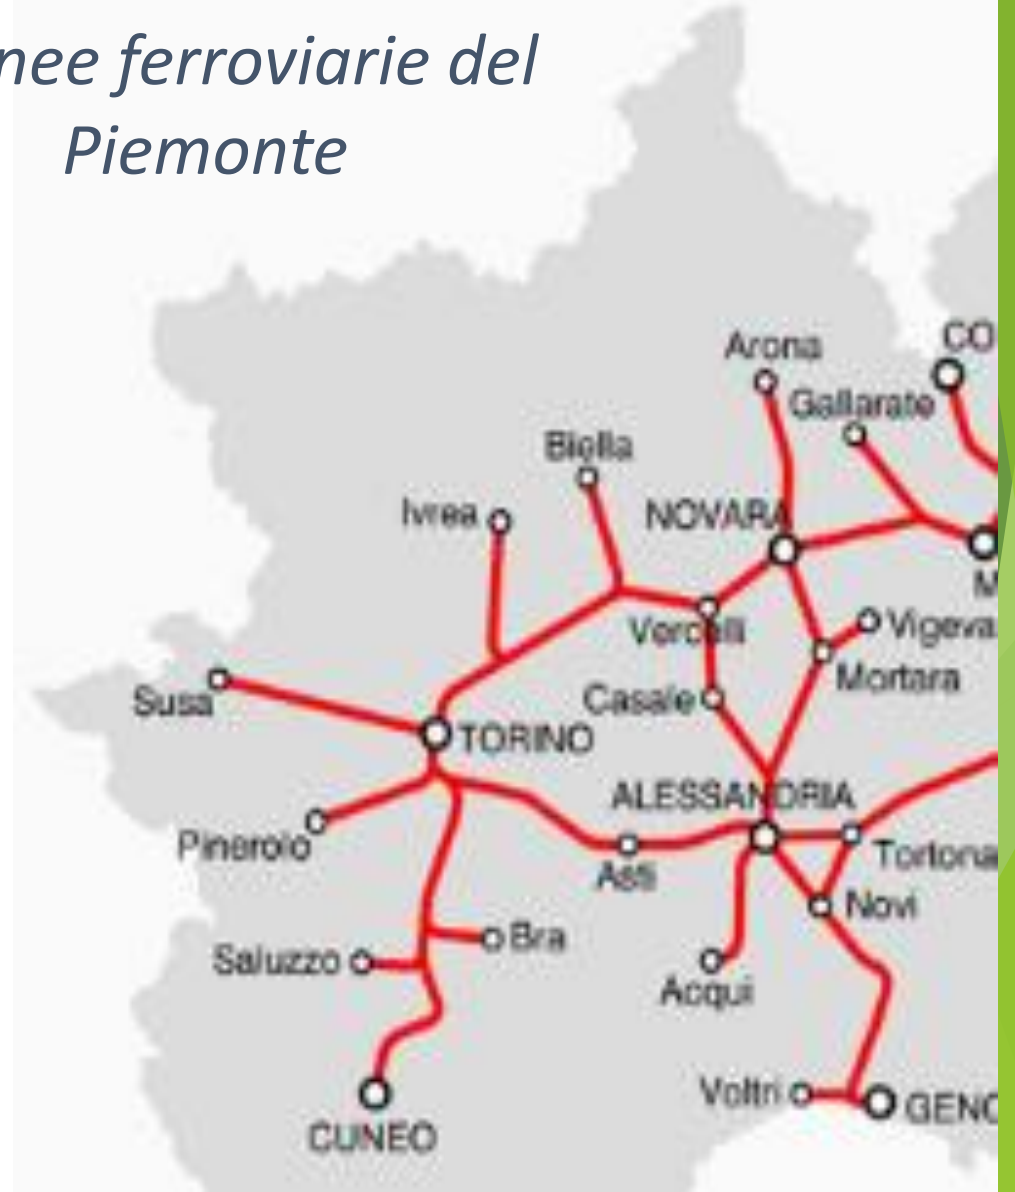 nee ferroviarie del
Piemonte
Arona
CO
Gallarate
Biella
Ivrea
NOVARA
M
Vercelli
Vigeva
Mortara
Susa
Casale
TORINO
ALESSANDRIA
Pinerolo
Asti
Tortona
Novi
Bra
Saluzzo
Acqui
Voltri
GENO
CUNEO